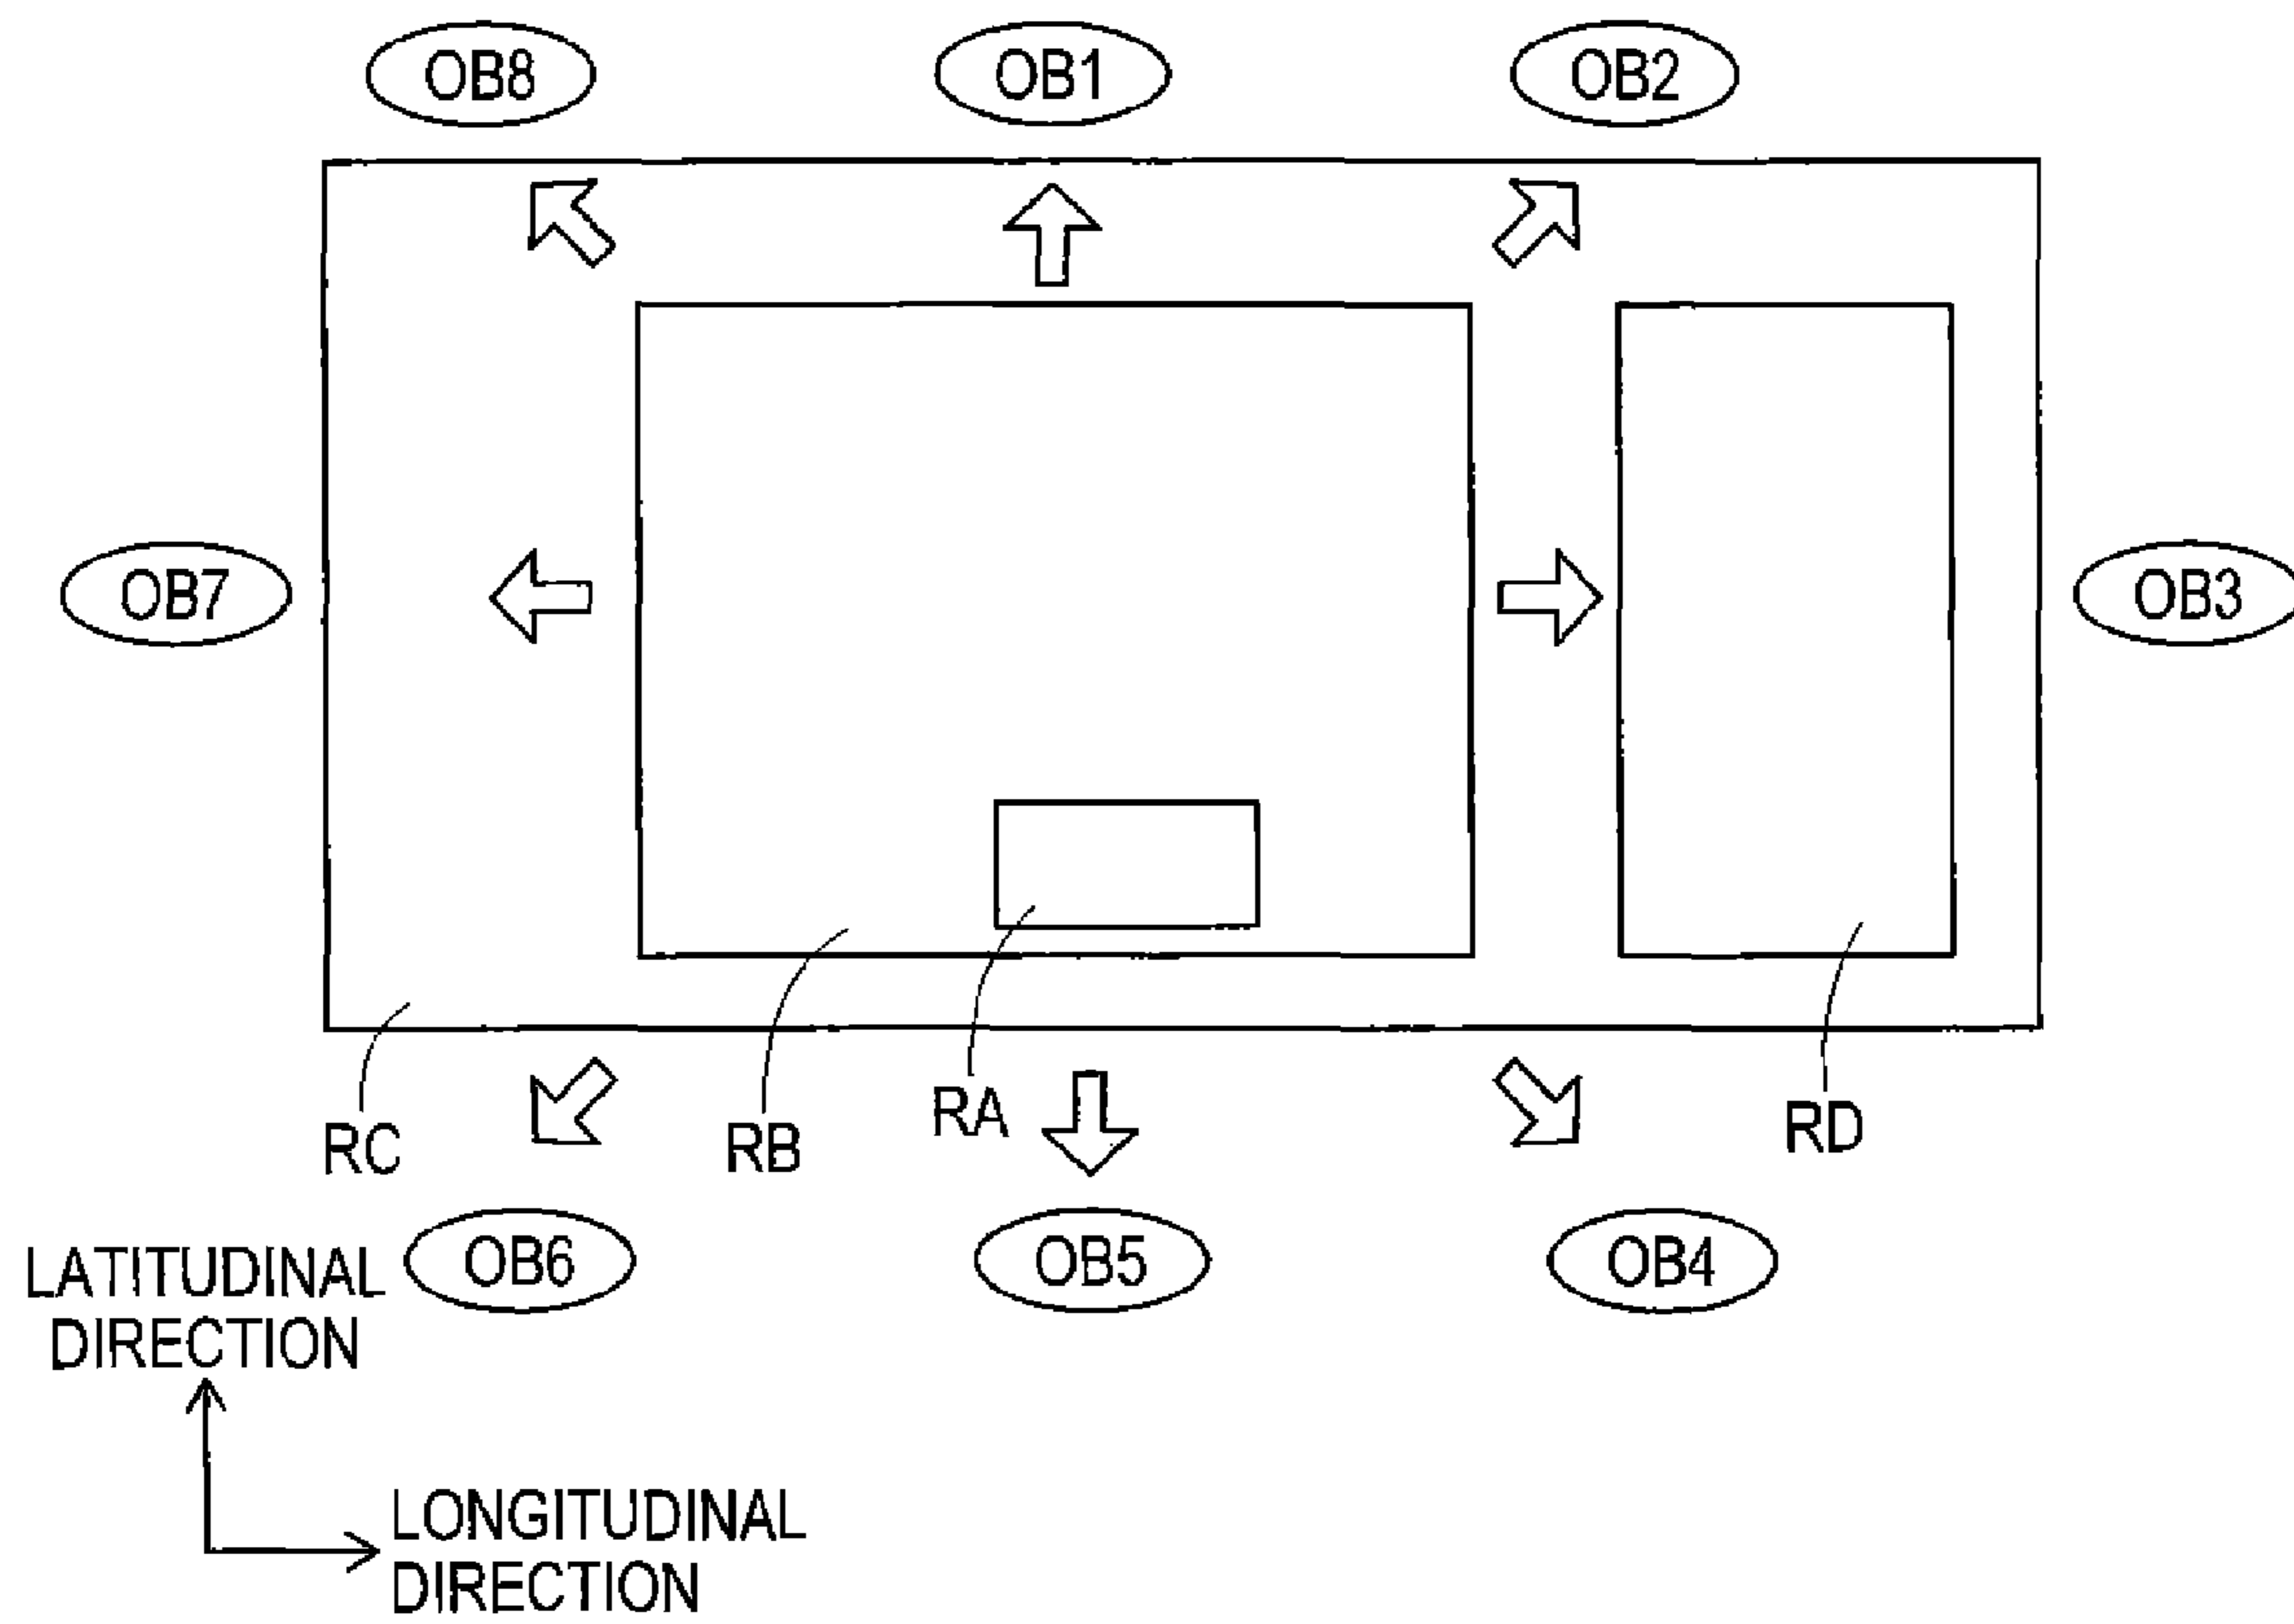 OB8
OB1
OB2
OB7
OB3
RA
RD
RC
RB
OB6
OB5
OB4
LATITUDINAL
DIRECTION
LONGITUDINAL
DIRECTION